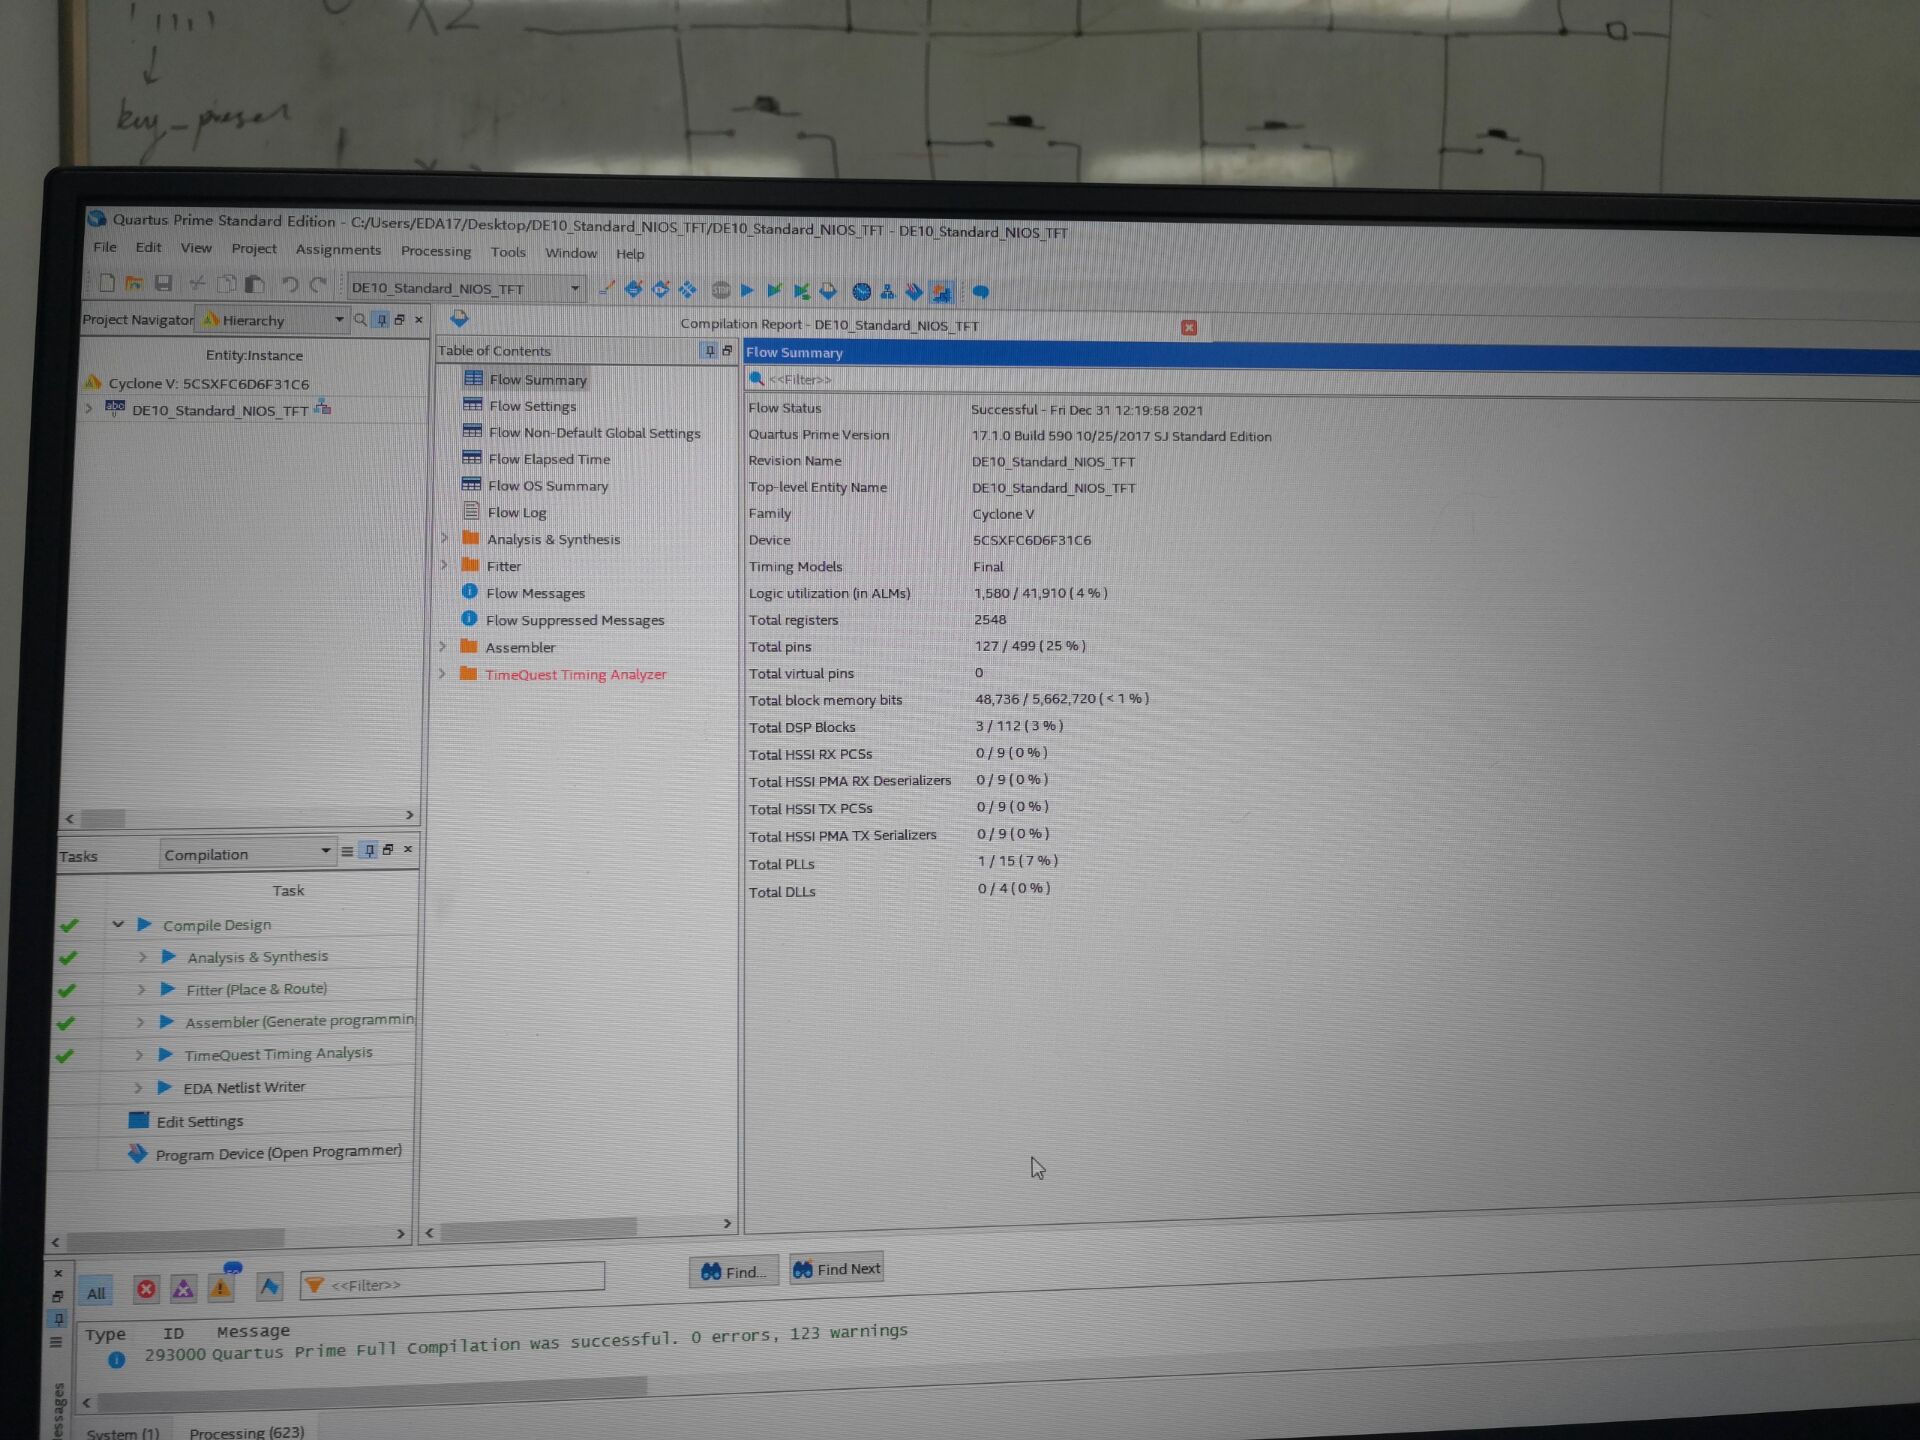 X2
key_preset
Quartus Prime Standard Edition - C:/Users/EDA17/Desktop/DE10_Standard_NIOS_TFT/DE10_Standard_NIOS_TFT - DE10_Standard_NIOS_TFT
File Edit View Project Assignments Processing Tools Window Help
DE10_Standard_NIOS_TFT
Project Navigator Hierarchy
Entity:Instance
Cyclone V: 5CSXFC6D6F31C6
DE10_Standard_NIOS_TFT
Compilation Report - DE10_Standard_NIOS_TFT
Table of Contents
Flow Summary
Flow Settings
Flow Non-Default Global Settings
Flow Elapsed Time
Flow OS Summary
Flow Log
Analysis & Synthesis
Fitter
Flow Messages
Flow Suppressed Messages
Assembler
TimeQuest Timing Analyzer
Flow Summary
<<Filter>>
Flow Status Successful - Fri Dec 31 12:19:58 2021
Quartus Prime Version 17.1.0 Build 590 10/25/2017 SJ Standard Edition
Revision Name DE10_Standard_NIOS_TFT
Top-level Entity Name DE10_Standard_NIOS_TFT
Family Cyclone V
Device 5CSXFC6D6F31C6
Timing Models Final
Logic utilization (in ALMs) 1,580 / 41,910 ( 4 % )
Total registers 2548
Total pins 127 / 499 ( 25 % )
Total virtual pins 0
Total block memory bits 48,736 / 5,662,720 ( < 1 % )
Total DSP Blocks 3 / 112 ( 3 % )
Total HSSI RX PCSs 0 / 9 ( 0 % )
Total HSSI PMA RX Deserializers 0 / 9 ( 0 % )
Total HSSI TX PCSs 0 / 9 ( 0 % )
Total HSSI PMA TX Serializers 0 / 9 ( 0 % )
Total PLLs 1 / 15 ( 7 % )
Total DLLs 0 / 4 ( 0 % )
Tasks Compilation
Task
Compile Design
Analysis & Synthesis
Fitter (Place & Route)
Assembler (Generate programmin
TimeQuest Timing Analysis
EDA Netlist Writer
Edit Settings
Program Device (Open Programmer)
All <<Filter>> Find... Find Next
Type ID Message
293000 Quartus Prime Full Compilation was successful. 0 errors, 123 warnings
System (1) Processing (623)